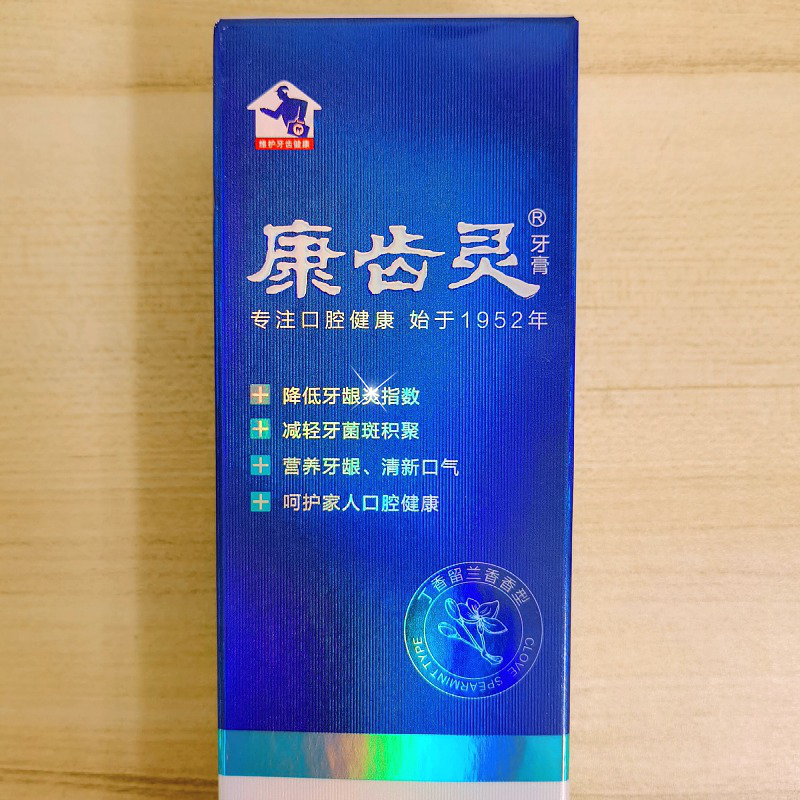 维护牙齿健康
康齿灵®
牙膏
专注口腔健康 始于1952年
降低牙龈炎指数
减轻牙菌斑积聚
营养牙龈、清新口气
呵护家人口腔健康
丁香留兰香香型
CLOVE SPEARMINT TYPE